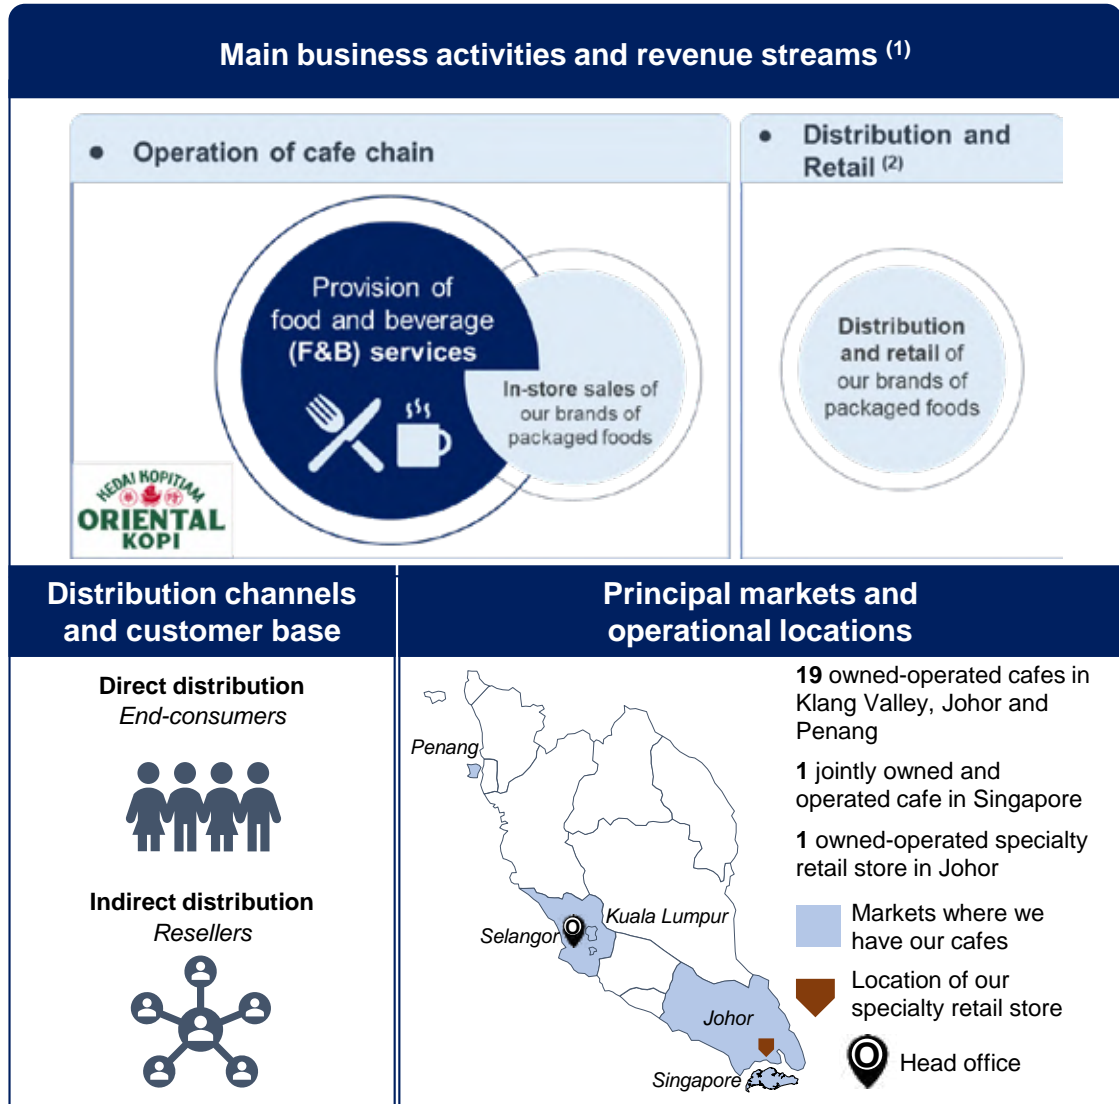 Main business activities and revenue streams (1)
● Operation of cafe chain
Provision of
food and beverage
(F&B) services
In-store sales of
our brands of
packaged foods
KEDAI KOPITIAM
ORIENTAL
KOPI
● Distribution and
Retail (2)
Distribution
and retail of
our brands of
packaged foods
Distribution channels
and customer base
Direct distribution
End-consumers
Indirect distribution
Resellers
Principal markets and
operational locations
Penang
Selangor
Kuala Lumpur
Johor
Singapore
19 owned-operated cafes in
Klang Valley, Johor and
Penang
1 jointly owned and
operated cafe in Singapore
1 owned-operated specialty
retail store in Johor
Markets where we
have our cafes
Location of our
specialty retail store
Head office